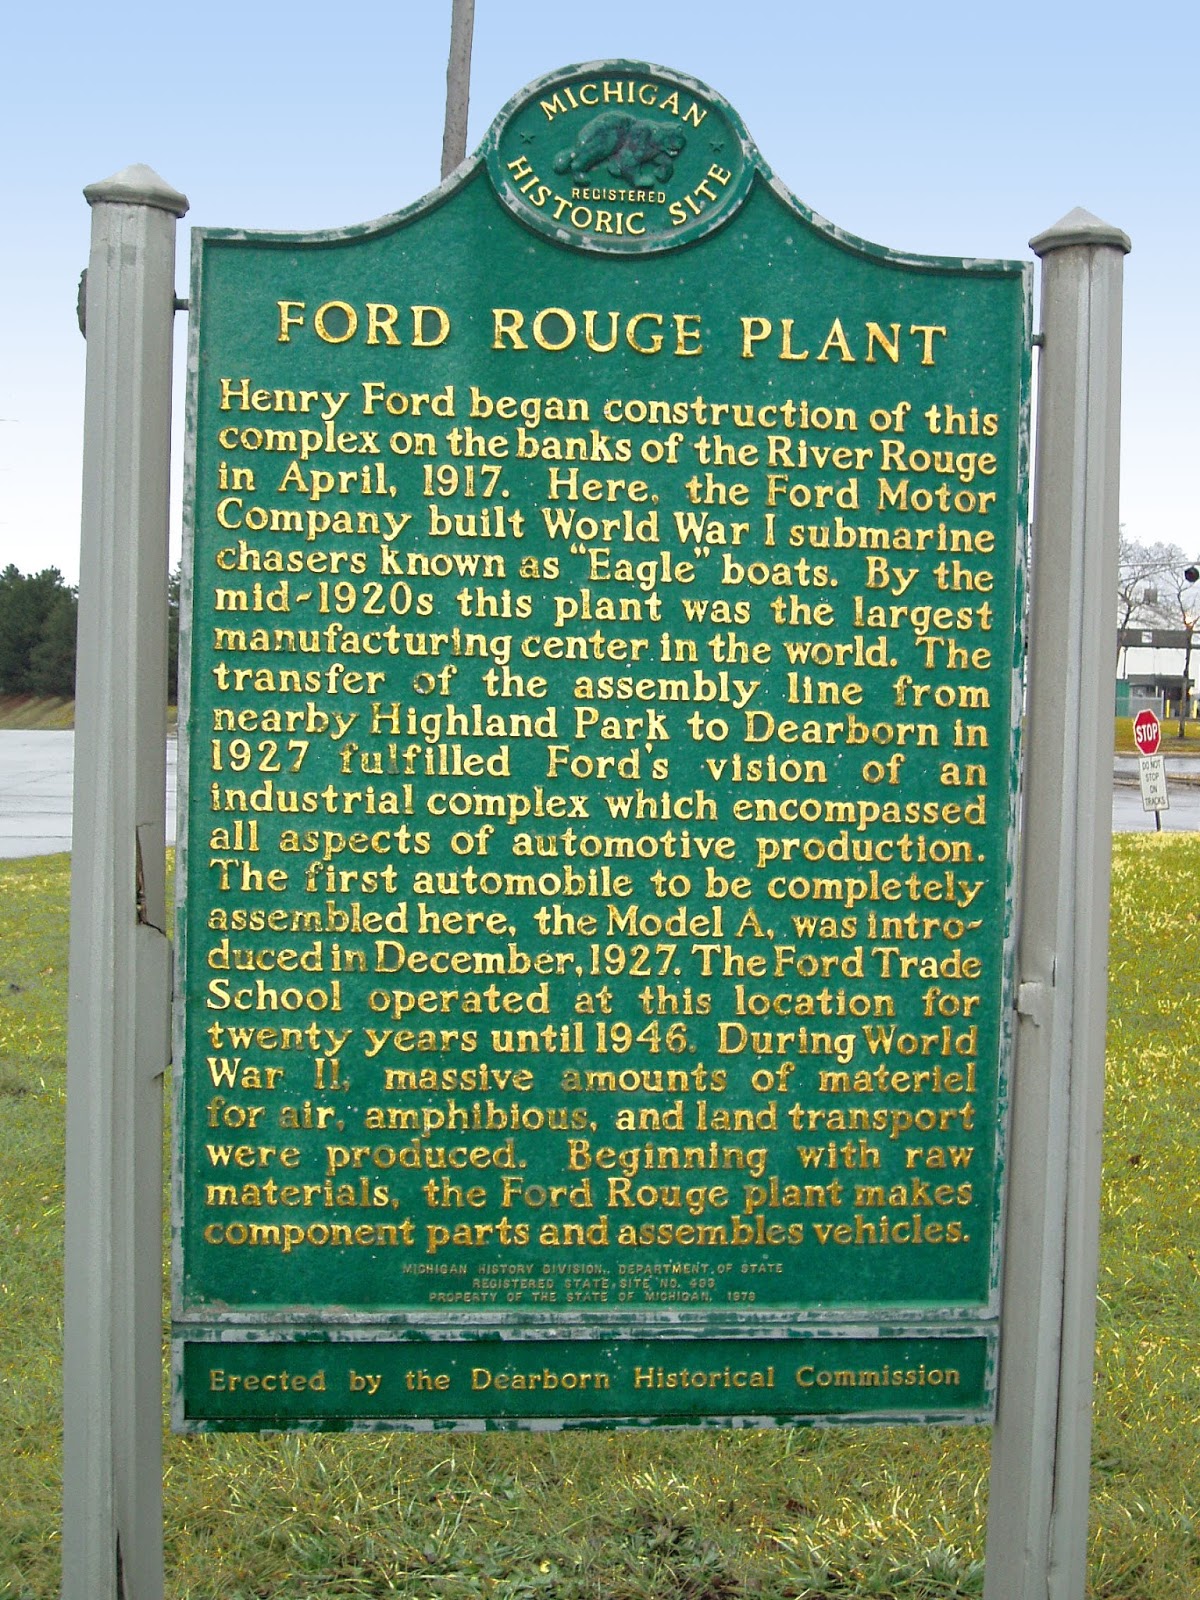 MICHIGAN
REGISTERED
HISTORIC SITE
FORD ROUGE PLANT
Henry Ford began construction of this
complex on the banks of the River Rouge
in April, 1917. Here, the Ford Motor
Company built World War I submarine
chasers known as "Eagle" boats. By the
mid-1920s this plant was the largest
manufacturing center in the world. The
transfer of the assembly line from
nearby Highland Park to Dearborn in
1927 fulfilled Ford's vision of an
industrial complex which encompassed
all aspects of automotive production.
The first automobile to be completely
assembled here, the Model A, was intro-
duced in December, 1927. The Ford Trade
School operated at this location for
twenty years until 1946. During World
War II, massive amounts of materiel
for air, amphibious, and land transport
were produced. Beginning with raw
materials, the Ford Rouge plant makes
component parts and assembles vehicles.
MICHIGAN HISTORY DIVISION, DEPARTMENT OF STATE
REGISTERED STATE SITE NO.
PROPERTY OF THE STATE OF MICHIGAN,
Erected by the Dearborn Historical Commission
STOP
DO NOT
STOP
ON
TRACKS